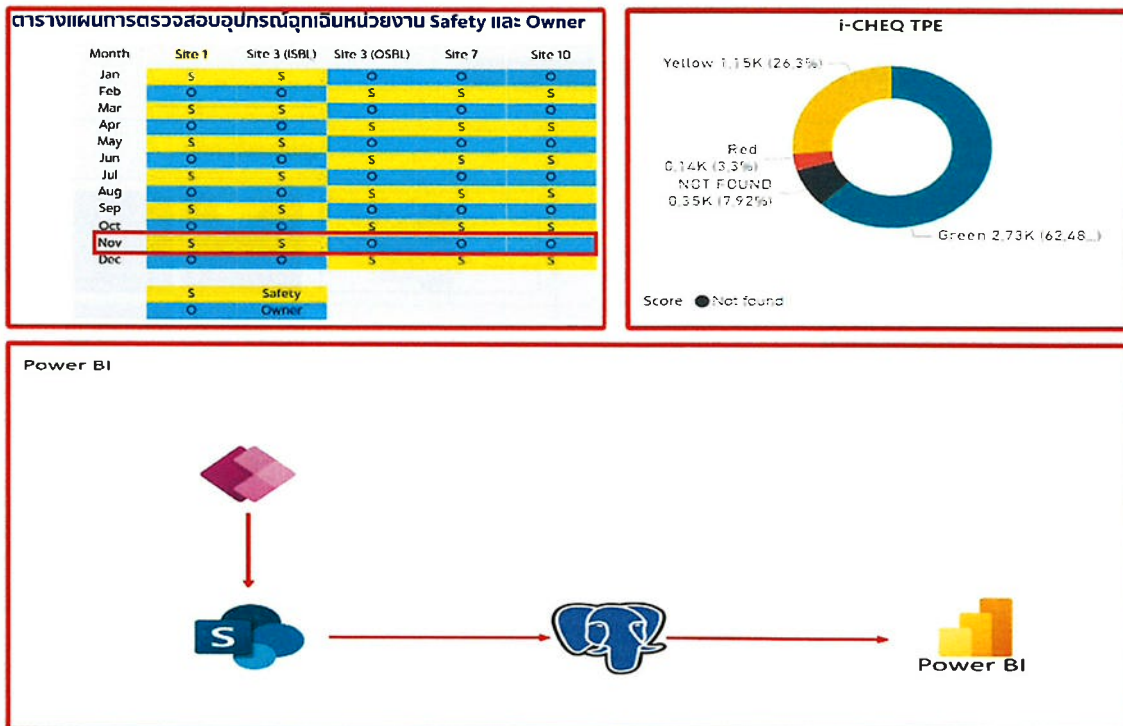 ตารางแผนการตรวจสอบอุปกรณ์ฉุกเฉินหน่วยงาน Safety และ Owner
Month Site 1 Site 3 (ISBL) Site 3 (OSBL) Site 7 Site 10
Jan S S O O O
Feb O O S S S
Mar S S O O O
Apr O O S S S
May S S O O O
Jun O O S S S
Jul S S O O O
Aug O O S S S
Sep S S O O O
Oct O O S S S
Nov S S O O O
Dec O O S S S
S Safety
O Owner
i-CHEQ TPE
Yellow 1,15K (26,3%)
Red
0,14K (3,3%)
NOT FOUND
0,35K (7,92%)
Green 2,73K (62,48...)
Score Not found
Power BI
S
Power BI